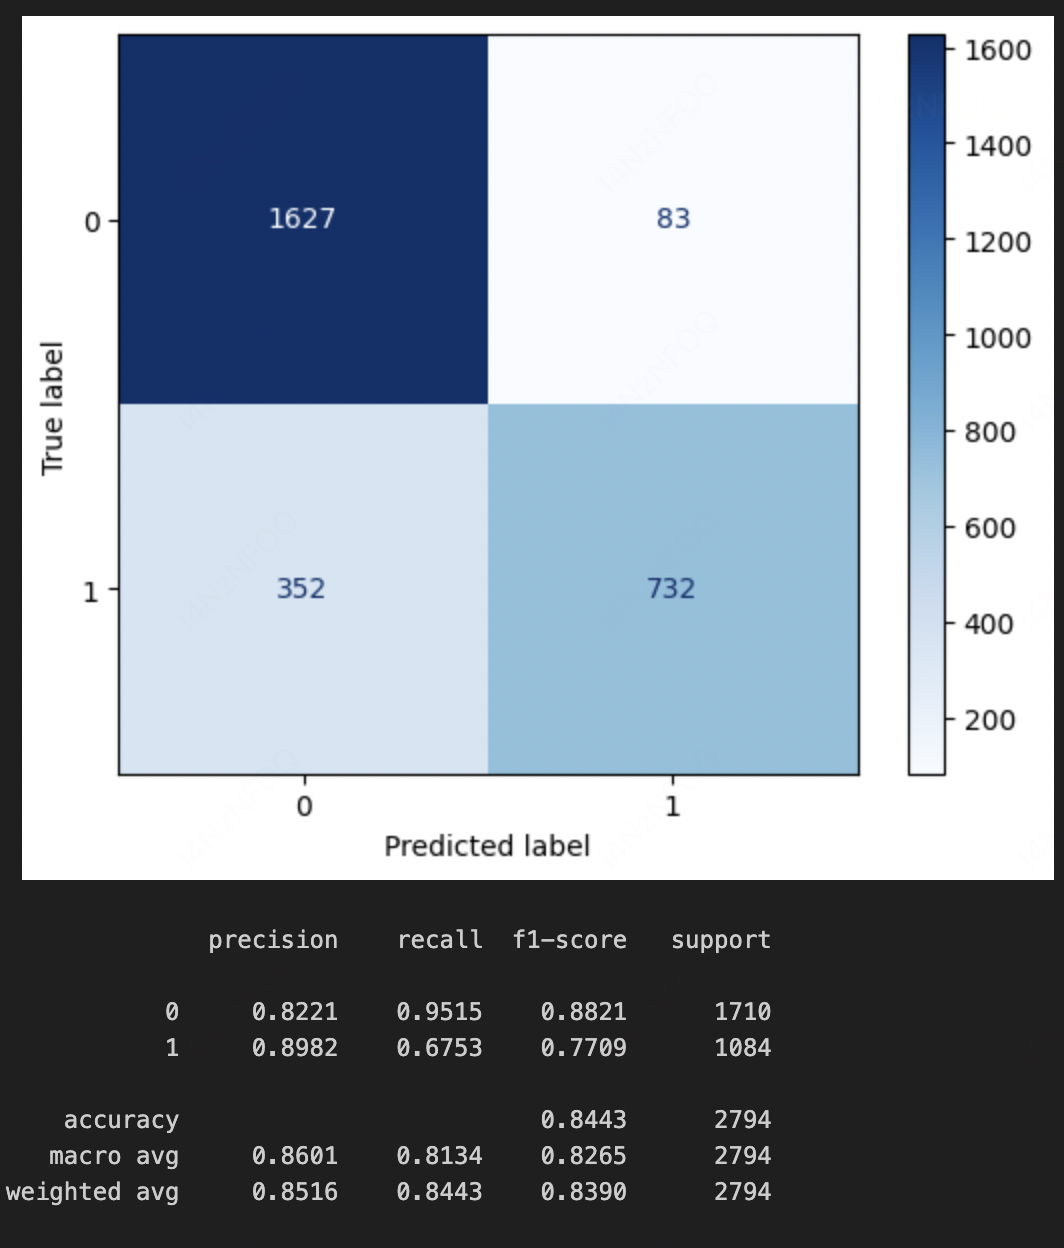 1600
1400
1200
1000
800
600
400
200
0
1627
83
True label
1
352
732
0
1
Predicted label
precision recall f1-score support
0 0.8221 0.9515 0.8821 1710
1 0.8982 0.6753 0.7709 1084
accuracy 0.8443 2794
macro avg 0.8601 0.8134 0.8265 2794
weighted avg 0.8516 0.8443 0.8390 2794